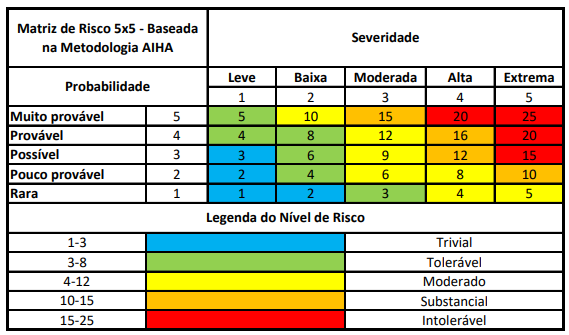 Matriz de Risco 5x5 - Baseada
na Metodologia AIHA
Severidade
Probabilidade
Leve Baixa Moderada Alta Extrema
1 2 3 4 5
Muito provável 5 5 10 15 20 25
Provável 4 4 8 12 16 20
Possível 3 3 6 9 12 15
Pouco provável 2 2 4 6 8 10
Rara 1 1 2 3 4 5
Legenda do Nível de Risco
1-3 Trivial
3-8 Tolerável
4-12 Moderado
10-15 Substancial
15-25 Intolerável